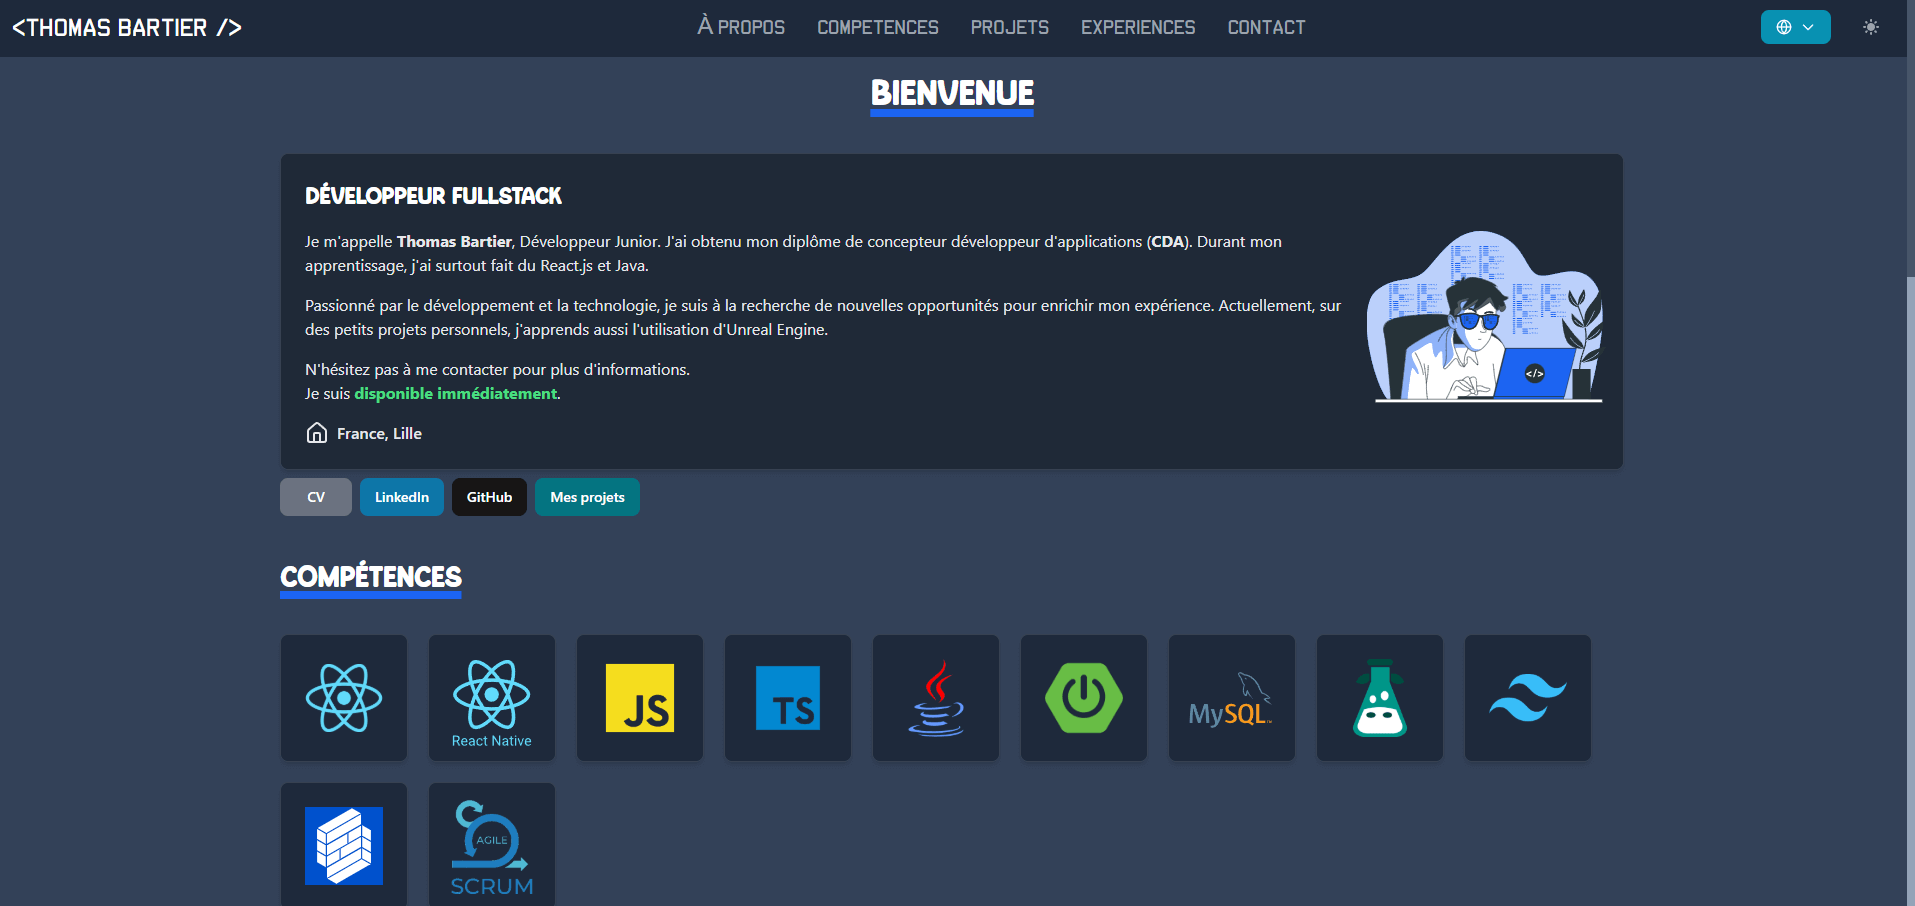 <THOMAS BARTIER />
À PROPOS
COMPETENCES
PROJETS
EXPERIENCES
CONTACT
BIENVENUE
DÉVELOPPEUR FULLSTACK
Je m'appelle Thomas Bartier, Développeur Junior. J'ai obtenu mon diplôme de concepteur développeur d'applications (CDA). Durant mon
apprentissage, j'ai surtout fait du React.js et Java.
Passionné par le développement et la technologie, je suis à la recherche de nouvelles opportunités pour enrichir mon expérience. Actuellement, sur
des petits projets personnels, j'apprends aussi l'utilisation d'Unreal Engine.
N'hésitez pas à me contacter pour plus d'informations.
Je suis disponible immédiatement.
France, Lille
</>
CV
LinkedIn
GitHub
Mes projets
COMPÉTENCES
React Native
JS
TS
MySQL™
AGILE
SCRUM